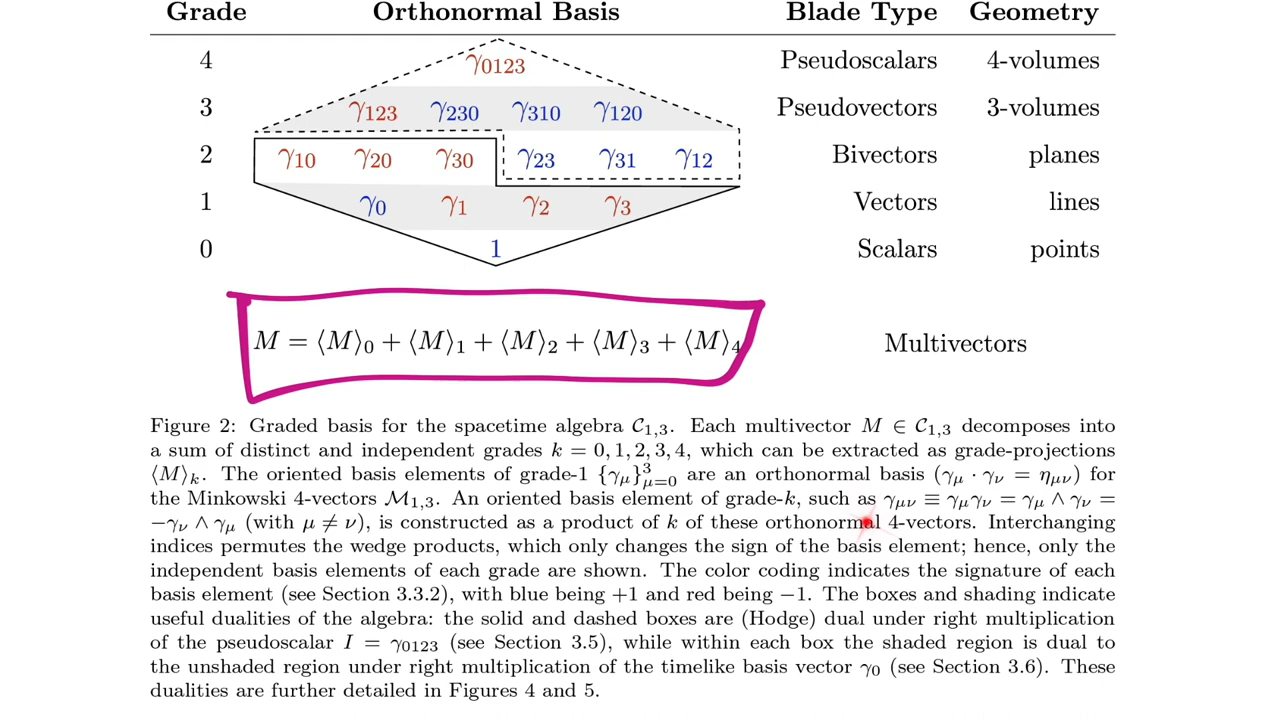 Grade Orthonormal Basis Blade Type Geometry
4 γ₀₁₂₃ Pseudoscalars 4-volumes
3 γ₁₂₃ γ₂₃₀ γ₃₁₀ γ₁₂₀ Pseudovectors 3-volumes
2 γ₁₀ γ₂₀ γ₃₀ γ₂₃ γ₃₁ γ₁₂ Bivectors planes
1 γ₀ γ₁ γ₂ γ₃ Vectors lines
0 1 Scalars points
M = ⟨M⟩₀ + ⟨M⟩₁ + ⟨M⟩₂ + ⟨M⟩₃ + ⟨M⟩₄ Multivectors
Figure 2: Graded basis for the spacetime algebra 𝒞₁,₃. Each multivector M ∈ 𝒞₁,₃ decomposes into
a sum of distinct and independent grades k = 0, 1, 2, 3, 4, which can be extracted as grade-projections
⟨M⟩ₖ. The oriented basis elements of grade-1 {γ_μ}³_{μ=0} are an orthonormal basis (γ_μ · γ_ν = η_μν) for
the Minkowski 4-vectors ℳ₁,₃. An oriented basis element of grade-k, such as γ_μν ≡ γ_μγ_ν = γ_μ ∧ γ_ν =
−γ_ν ∧ γ_μ (with μ ≠ ν), is constructed as a product of k of these orthonormal 4-vectors. Interchanging
indices permutes the wedge products, which only changes the sign of the basis element; hence, only the
independent basis elements of each grade are shown. The color coding indicates the signature of each
basis element (see Section 3.3.2), with blue being +1 and red being −1. The boxes and shading indicate
useful dualities of the algebra: the solid and dashed boxes are (Hodge) dual under right multiplication
of the pseudoscalar I = γ₀₁₂₃ (see Section 3.5), while within each box the shaded region is dual to
the unshaded region under right multiplication of the timelike basis vector γ₀ (see Section 3.6). These
dualities are further detailed in Figures 4 and 5.